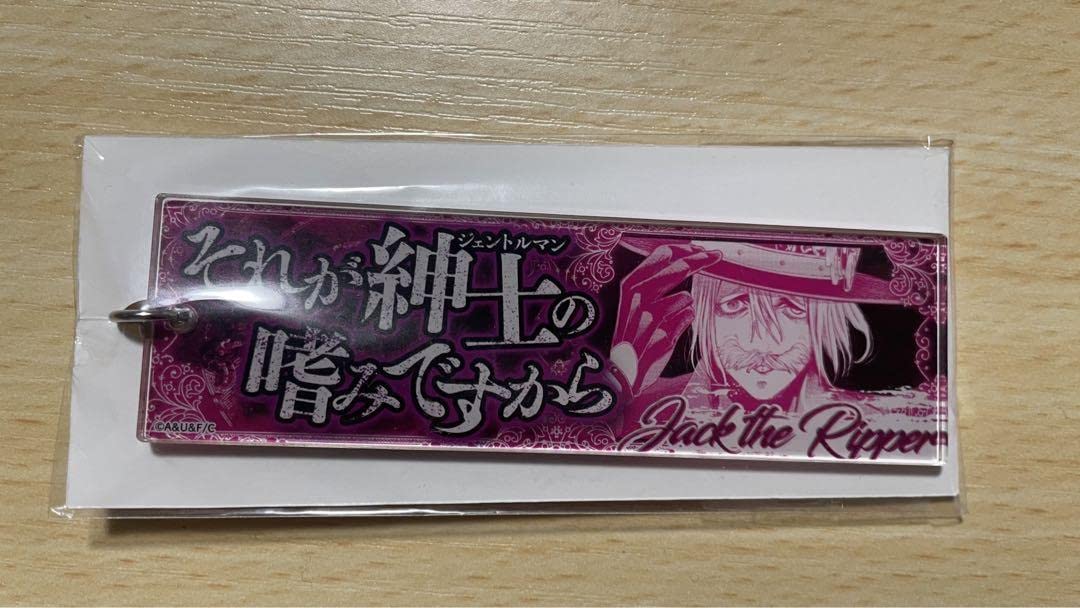 ジェントルマン
それが紳士の
嗜みですから
Jack the Ripper
©A&U&F/C